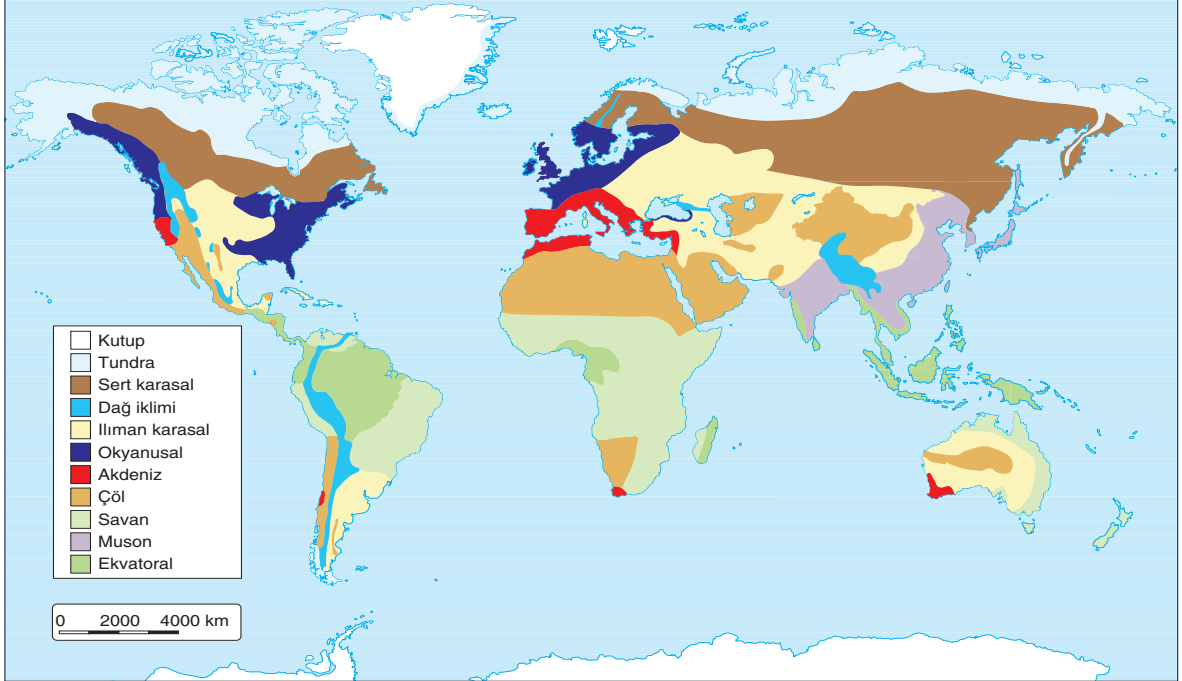 Kutup
Tundra
Sert karasal
Dağ iklimi
Ilıman karasal
Okyanusal
Akdeniz
Çöl
Savan
Muson
Ekvatoral
0 2000 4000 km